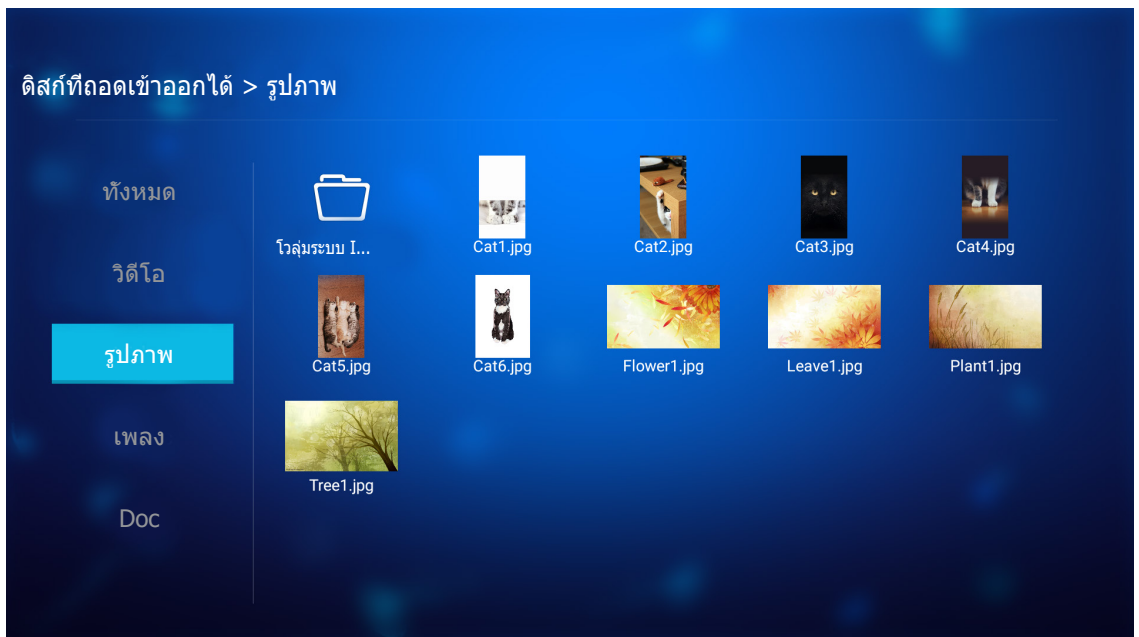 ดิสก์ที่ถอดเข้าออกได้ > รูปภาพ
ทั้งหมด
วิดีโอ
รูปภาพ
เพลง
Doc
โวลุ่มระบบ I...
Cat1.jpg
Cat2.jpg
Cat3.jpg
Cat4.jpg
Cat5.jpg
Cat6.jpg
Flower1.jpg
Leave1.jpg
Plant1.jpg
Tree1.jpg